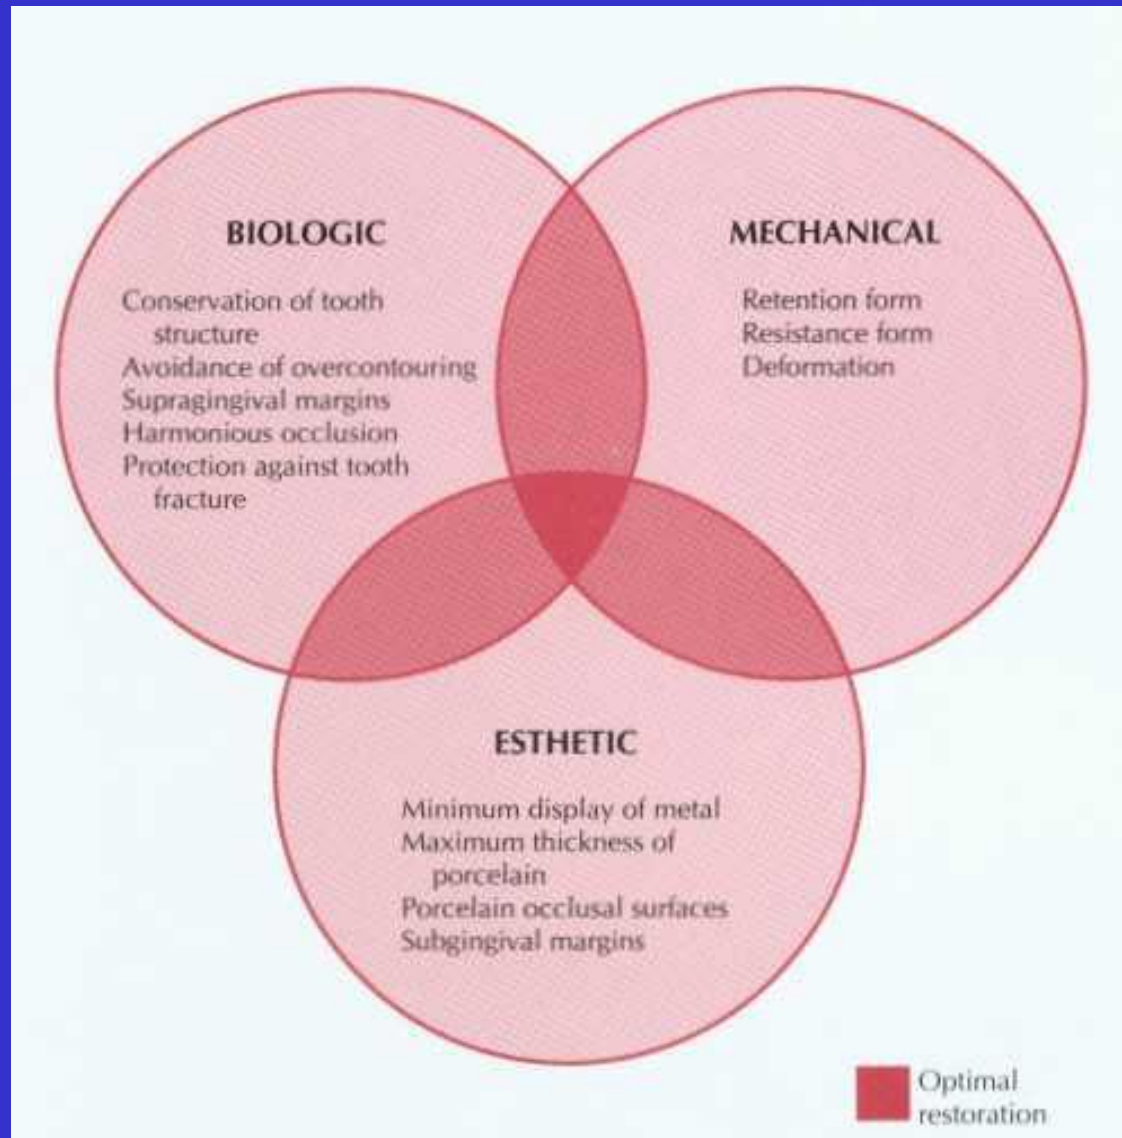 BIOLOGIC
Conservation of tooth
structure
Avoidance of overcontouring
Supragingival margins
Harmonious occlusion
Protection against tooth
fracture
MECHANICAL
Retention form
Resistance form
Deformation
ESTHETIC
Minimum display of metal
Maximum thickness of
porcelain
Porcelain occlusal surfaces
Subgingival margins
Optimal
restoration